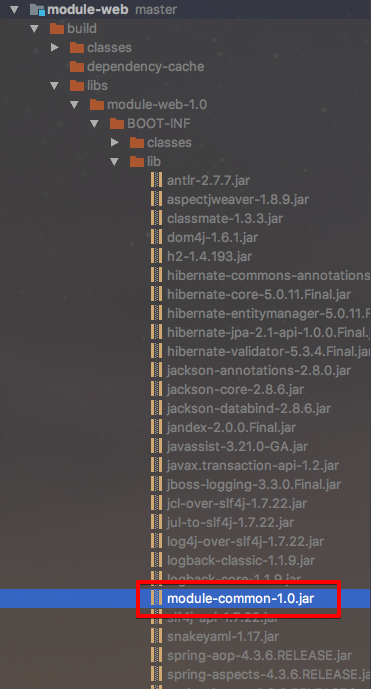 module-web master
build
classes
dependency-cache
libs
module-web-1.0
BOOT-INF
classes
lib
antlr-2.7.7.jar
aspectjweaver-1.8.9.jar
classmate-1.3.3.jar
dom4j-1.6.1.jar
h2-1.4.193.jar
hibernate-commons-annotations
hibernate-core-5.0.11.Final.jar
hibernate-entitymanager-5.0.11.F
hibernate-jpa-2.1-api-1.0.0.Final.
hibernate-validator-5.3.4.Final.jar
jackson-annotations-2.8.0.jar
jackson-core-2.8.6.jar
jackson-databind-2.8.6.jar
jandex-2.0.0.Final.jar
javassist-3.21.0-GA.jar
javax.transaction-api-1.2.jar
jboss-logging-3.3.0.Final.jar
jcl-over-slf4j-1.7.22.jar
jul-to-slf4j-1.7.22.jar
log4j-over-slf4j-1.7.22.jar
logback-classic-1.1.9.jar
logback-core-1.1.9.jar
module-common-1.0.jar
slf4j-api-1.7.22.jar
snakeyaml-1.17.jar
spring-aop-4.3.6.RELEASE.jar
spring-aspects-4.3.6.RELEASE.jar